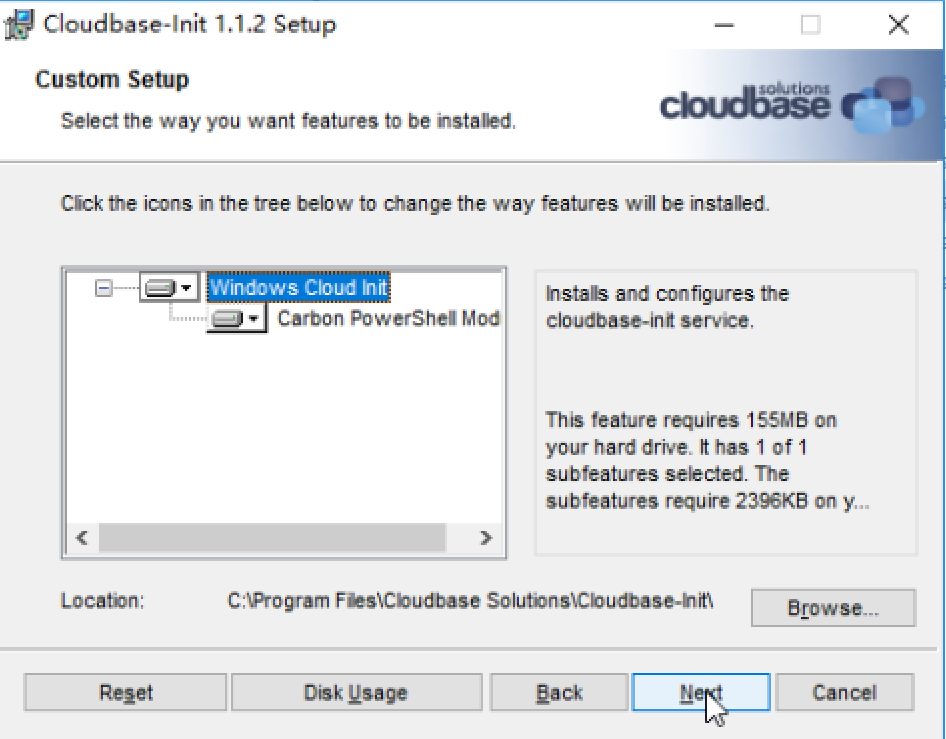 Cloudbase-Init 1.1.2 Setup
Custom Setup
Select the way you want features to be installed.
solutions
cloudbase
Click the icons in the tree below to change the way features will be installed.
Windows Cloud Init
Carbon PowerShell Mod
Installs and configures the
cloudbase-init service.
This feature requires 155MB on
your hard drive. It has 1 of 1
subfeatures selected. The
subfeatures require 2396KB on y...
Location: C:\Program Files\Cloudbase Solutions\Cloudbase-Init\
Browse...
Reset Disk Usage Back Next Cancel